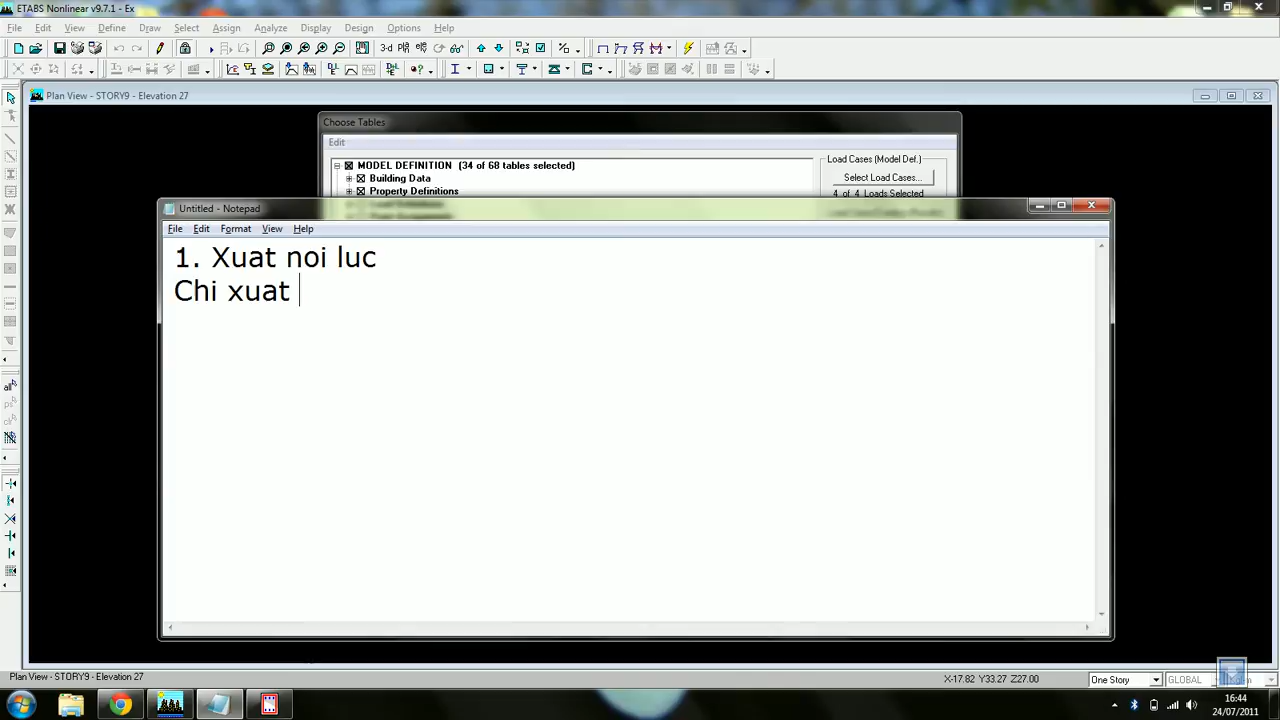 ETABS Nonlinear v9.7.1 - Ex
File Edit View Define Draw Select Assign Analyze Display Design Options Help
3-d
Plan View - STORY9 - Elevation 27
Choose Tables
Edit
MODEL DEFINITION (34 of 68 tables selected)
Building Data
Property Definitions
Load Cases (Model Def.)
Select Load Cases...
4 of 4 Loads Selected
Untitled - Notepad
File Edit Format View Help
1. Xuat noi luc
Chi xuat
all
Plan View - STORY9 - Elevation 27
X-17.82 Y33.27 Z27.00
One Story
GLOBAL
16:44
24/07/2011